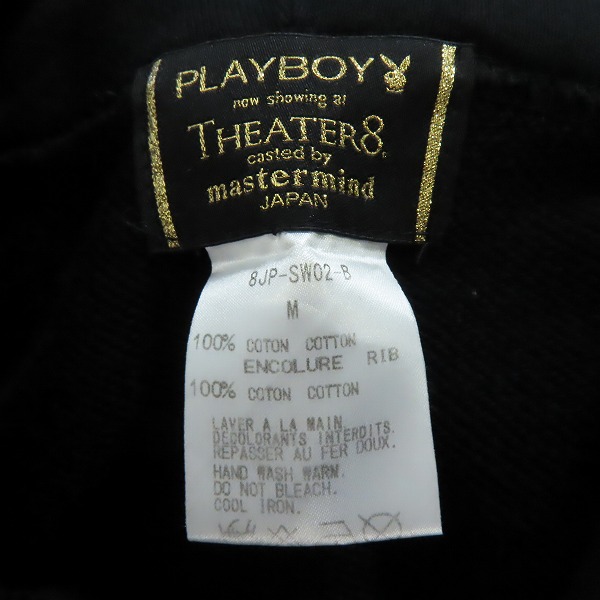 PLAYBOY
now showing at
THEATER8.
casted by
mastermind
JAPAN
8JP-SW02-B
M
100% COTON COTTON
ENCOLURE RIB
100% COTON COTTON
LAVER A LA MAIN.
DECOLORANTS INTERDITS.
REPASSER AU FER DOUX.
HAND WASH WARM.
DO NOT BLEACH.
COOL IRON.